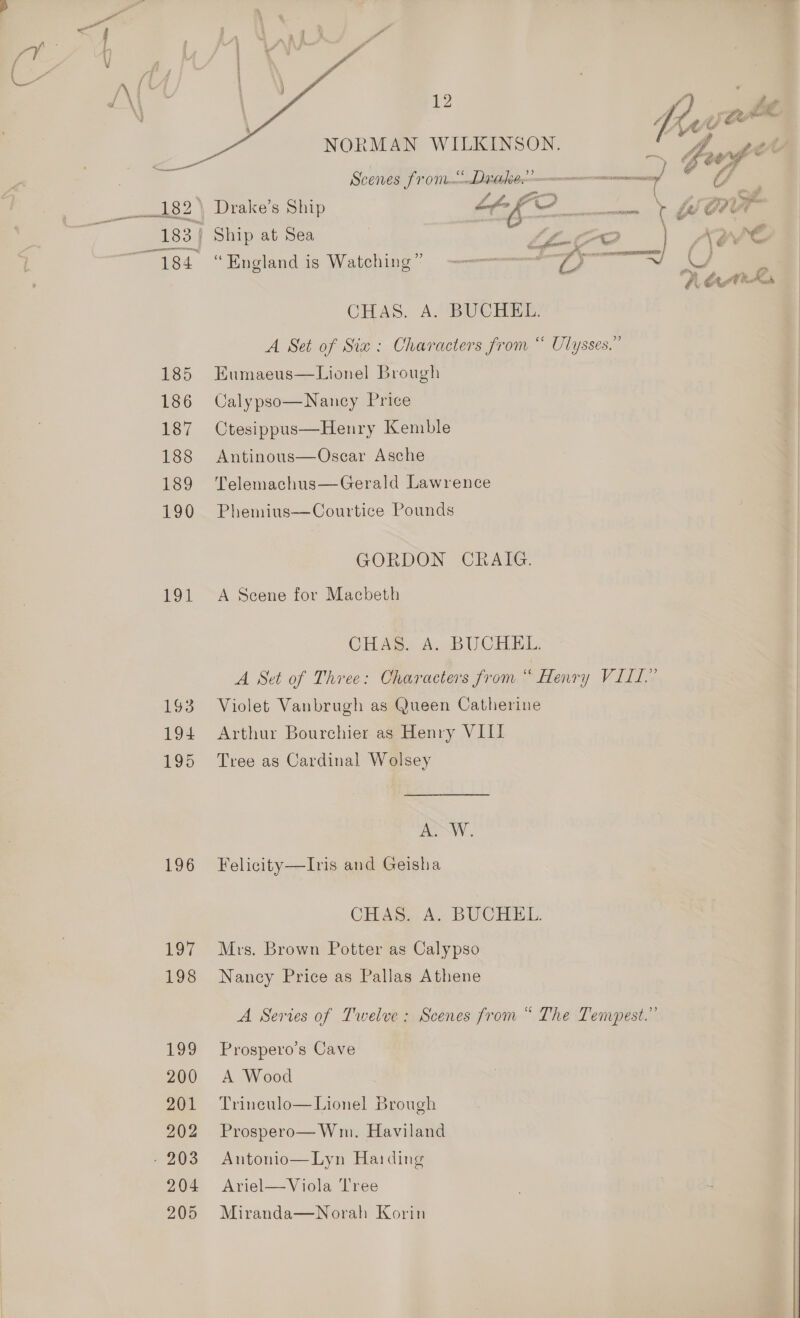 12
NORMAN WILKINSON.
Scenes from “Drake.”
182 Drake’s Ship
183 Ship at Sea
184 “England is Watching”
CHAS. A. BUCHEL.
A Set of Six: Characters from “Ulysses.”
185 Eumaeus—Lionel Brough
186 Calypso—Nancy Price
187 Ctesippus—Henry Kemble
188 Antinous—Oscar Asche
189 Telemachus—Gerald Lawrence
190 Phemius—Courtice Pounds
GORDON CRAIG.
191 A Scene for Macbeth
CHAS. A. BUCHEL.
A Set of Three: Characters from “Henry VIII.”
193 Violet Vanbrugh as Queen Catherine
194 Arthur Bourchier as Henry VIII
195 Tree as Cardinal Wolsey
A. W.
196 Felicity—Iris and Geisha
CHAS. A. BUCHEL.
197 Mrs. Brown Potter as Calypso
198 Nancy Price as Pallas Athene
A Series of Twelve: Scenes from “The Tempest.”
199 Prospero’s Cave
200 A Wood
201 Trinculo—Lionel Brough
202 Prospero—Wm. Haviland
203 Antonio—Lyn Harding
204 Ariel—Viola Tree
205 Miranda—Norah Korin